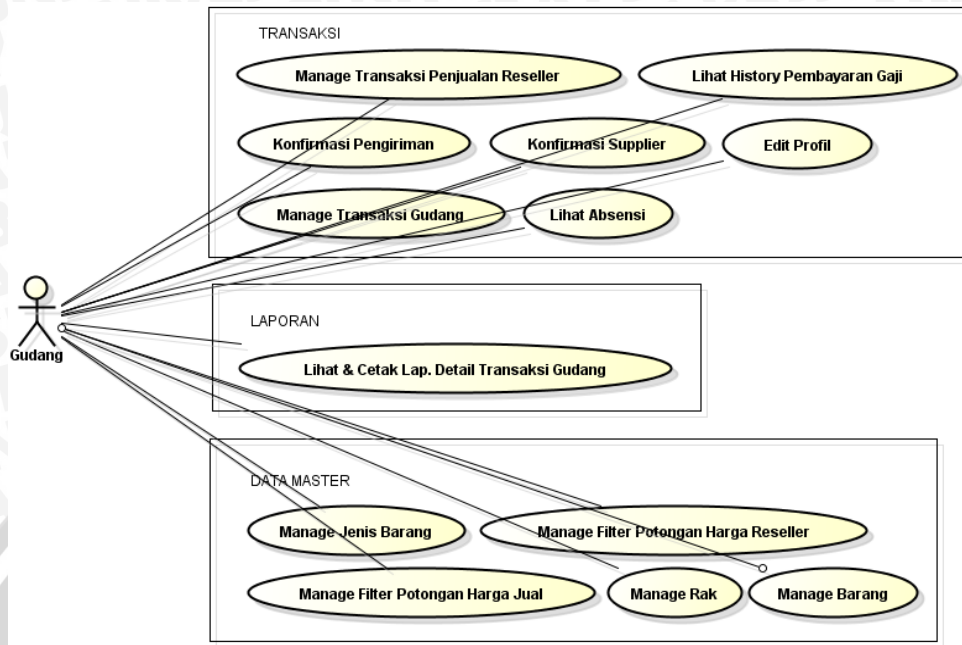 TRANSAKSI
Manage Transaksi Penjualan Reseller
Lihat History Pembayaran Gaji
Konfirmasi Pengiriman
Konfirmasi Supplier
Edit Profil
Manage Transaksi Gudang
Lihat Absensi
Gudang
LAPORAN
Lihat & Cetak Lap. Detail Transaksi Gudang
DATA MASTER
Manage Jenis Barang
Manage Filter Potongan Harga Reseller
Manage Filter Potongan Harga Jual
Manage Rak
Manage Barang